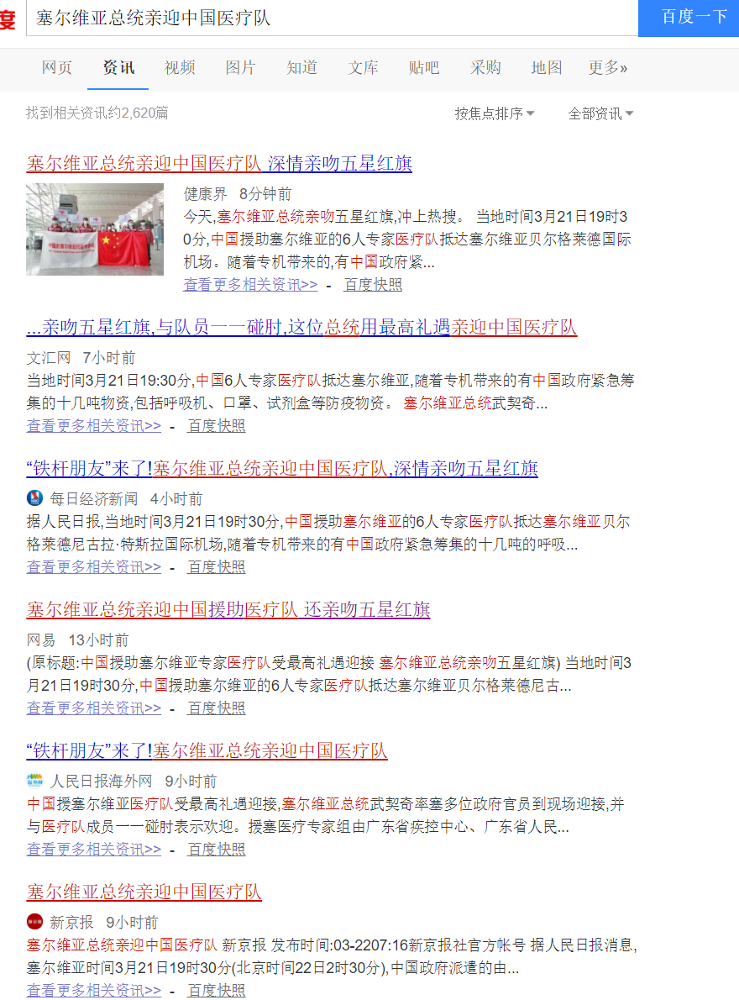 度 塞尔维亚总统亲迎中国医疗队 百度一下
网页 资讯 视频 图片 知道 文库 贴吧 采购 地图 更多»
找到相关资讯约2,620篇 按焦点排序 全部资讯
塞尔维亚总统亲迎中国医疗队 深情亲吻五星红旗
健康界 8分钟前
今天,塞尔维亚总统亲吻五星红旗,冲上热搜。 当地时间3月21日19时3
0分,中国援助塞尔维亚的6人专家医疗队抵达塞尔维亚贝尔格莱德国际
机场。随着专机带来的,有中国政府紧...
查看更多相关资讯>> - 百度快照
...亲吻五星红旗,与队员一一碰肘,这位总统用最高礼遇亲迎中国医疗队
文汇网 7小时前
当地时间3月21日19:30分,中国6人专家医疗队抵达塞尔维亚,随着专机带来的有中国政府紧急筹
集的十几吨物资,包括呼吸机、口罩、试剂盒等防疫物资。 塞尔维亚总统武契奇...
查看更多相关资讯>> - 百度快照
“铁杆朋友”来了!塞尔维亚总统亲迎中国医疗队,深情亲吻五星红旗
每日经济新闻 4小时前
据人民日报,当地时间3月21日19时30分,中国援助塞尔维亚的6人专家医疗队抵达塞尔维亚贝尔
格莱德尼古拉·特斯拉国际机场,随着专机带来的有中国政府紧急筹集的十几吨的呼吸...
查看更多相关资讯>> - 百度快照
塞尔维亚总统亲迎中国援助医疗队 还亲吻五星红旗
网易 13小时前
(原标题:中国援助塞尔维亚专家医疗队受最高礼遇迎接 塞尔维亚总统亲吻五星红旗) 当地时间3
月21日19时30分,中国援助塞尔维亚的6人专家医疗队抵达塞尔维亚贝尔格莱德尼古...
查看更多相关资讯>> - 百度快照
“铁杆朋友”来了!塞尔维亚总统亲迎中国医疗队
人民日报海外网 9小时前
中国援塞尔维亚医疗队受最高礼遇迎接,塞尔维亚总统武契奇率塞多位政府官员到现场迎接,并
与医疗队成员一一碰肘表示欢迎。援塞医疗专家组由广东省疾控中心、广东省人民...
查看更多相关资讯>> - 百度快照
塞尔维亚总统亲迎中国医疗队
新京报 9小时前
塞尔维亚总统亲迎中国医疗队 新京报 发布时间:03-2207:16新京报社官方帐号 据人民日报消息,
塞尔维亚时间3月21日19时30分(北京时间22日2时30分),中国政府派遣的由...
查看更多相关资讯>> - 百度快照